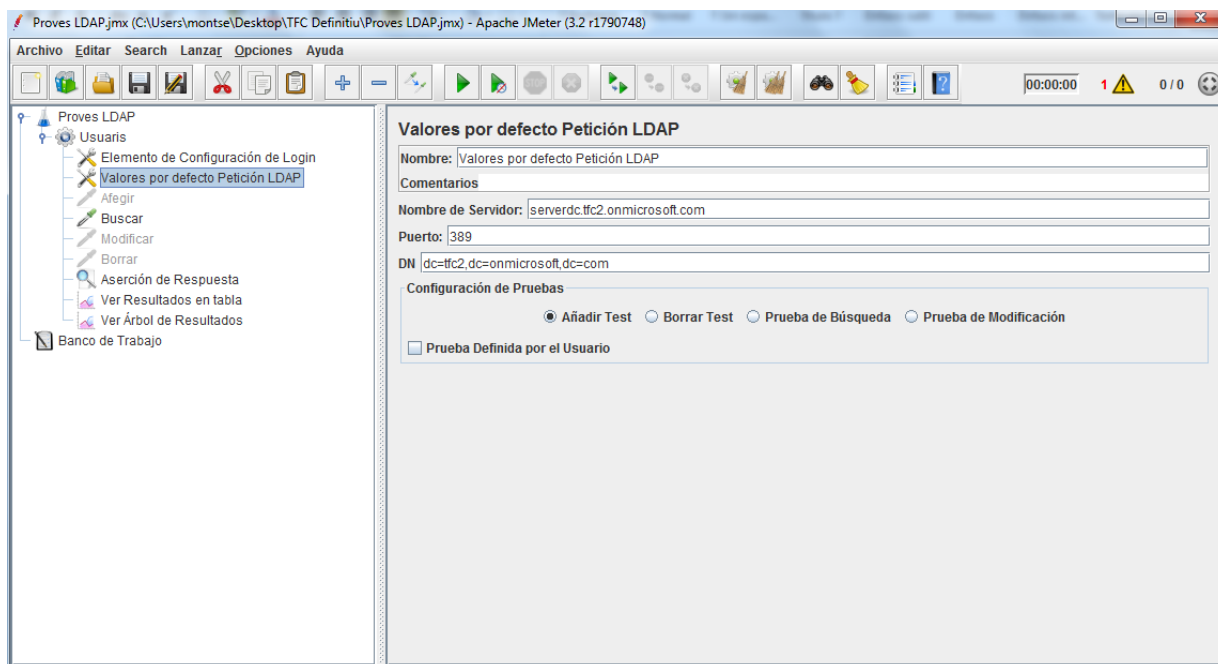 Proves LDAP.jmx (C:\Users\montse\Desktop\TFC Definitiu\Proves LDAP.jmx) - Apache JMeter (3.2 r1790748)
Archivo Editar Search Lanzar Opciones Ayuda
00:00:00 1 0 / 0
Proves LDAP
Usuaris
Elemento de Configuración de Login
Valores por defecto Petición LDAP
Afegir
Buscar
Modificar
Borrar
Aserción de Respuesta
Ver Resultados en tabla
Ver Árbol de Resultados
Banco de Trabajo
Valores por defecto Petición LDAP
Nombre: Valores por defecto Petición LDAP
Comentarios
Nombre de Servidor: serverdc.tfc2.onmicrosoft.com
Puerto: 389
DN dc=tfc2,dc=onmicrosoft,dc=com
Configuración de Pruebas
Añadir Test Borrar Test Prueba de Búsqueda Prueba de Modificación
Prueba Definida por el Usuario